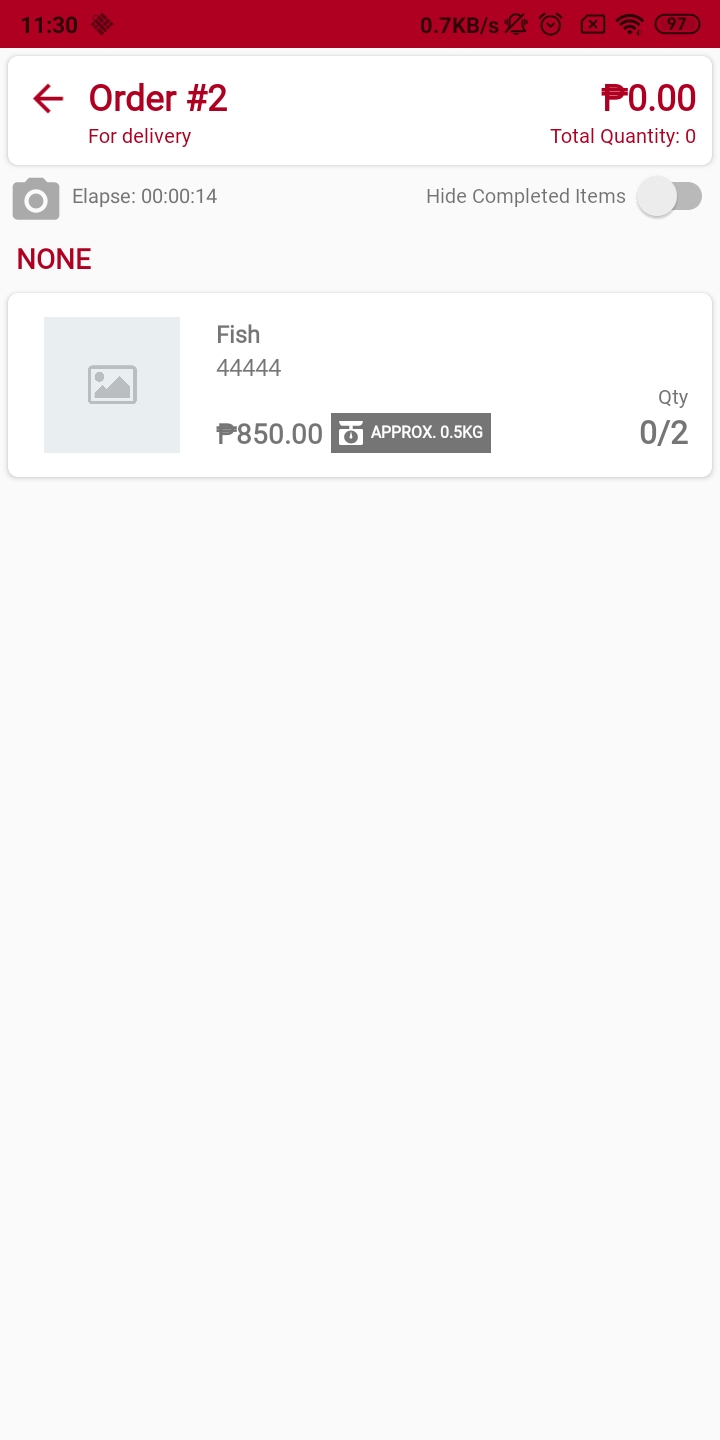 11:30 0.7KB/s 97
Order #2 ₱0.00
For delivery Total Quantity: 0
Elapse: 00:00:14 Hide Completed Items
NONE
Fish
44444
Qty
₱850.00 APPROX. 0.5KG 0/2